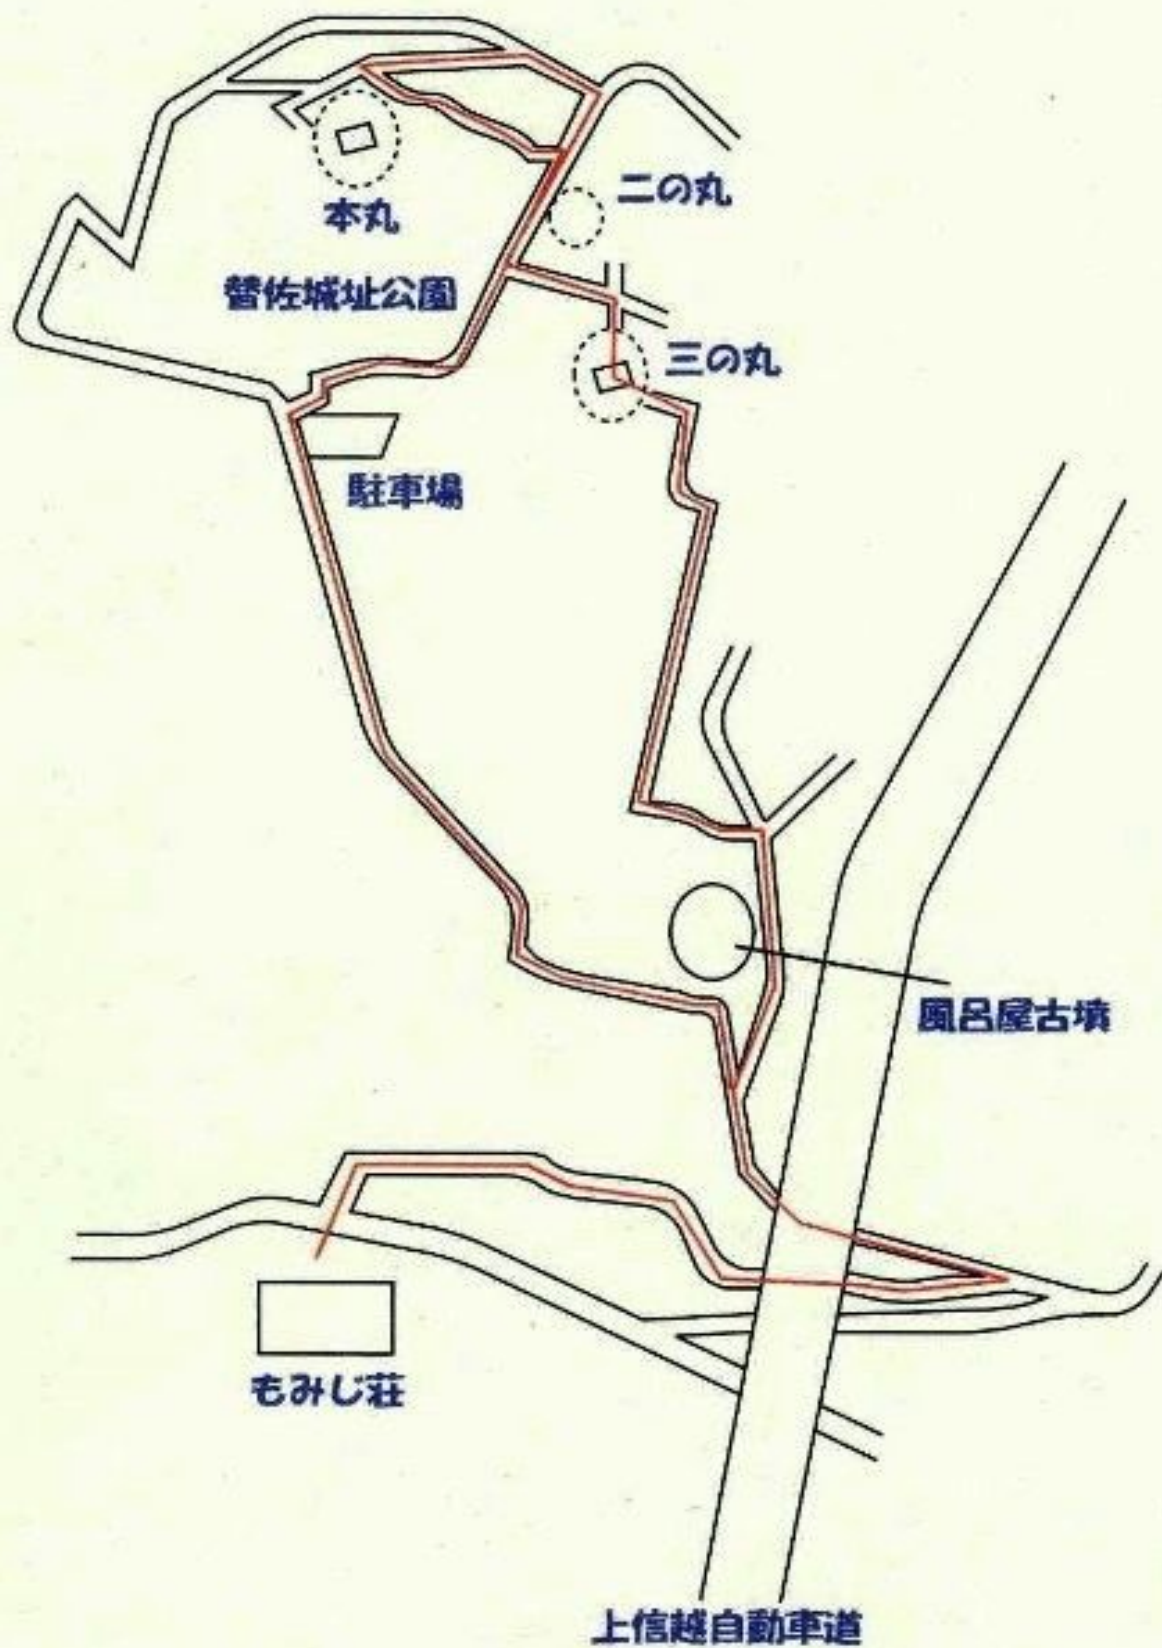 二の丸
本丸
替佐城址公園
三の丸
駐車場
風呂屋古墳
もみじ荘
上信越自動車道